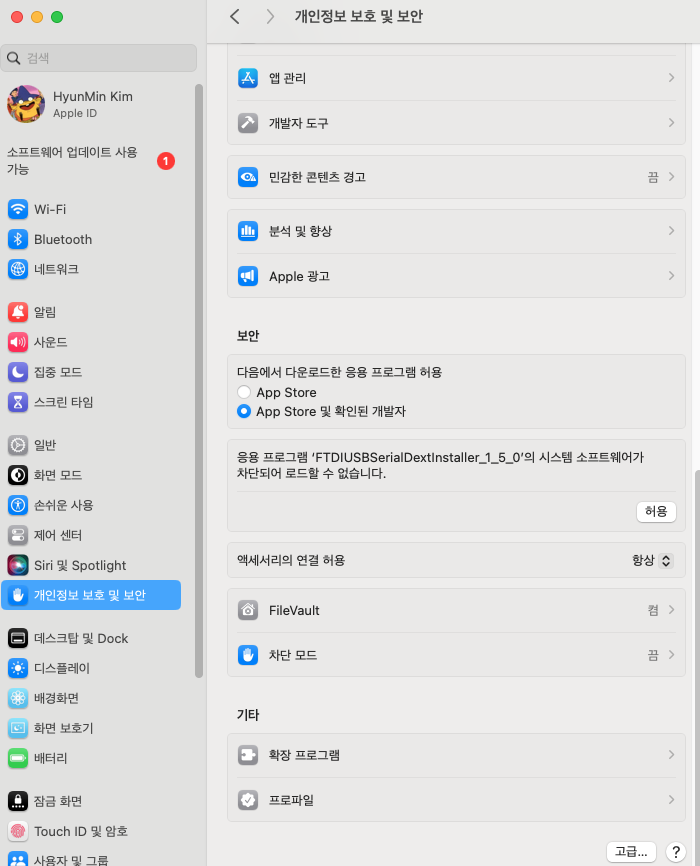 개인정보 보호 및 보안
검색
HyunMin Kim
Apple ID
소프트웨어 업데이트 사용
가능
1
Wi-Fi
Bluetooth
네트워크
알림
사운드
집중 모드
스크린 타임
일반
화면 모드
손쉬운 사용
제어 센터
Siri 및 Spotlight
개인정보 보호 및 보안
데스크탑 및 Dock
디스플레이
배경화면
화면 보호기
배터리
잠금 화면
Touch ID 및 암호
사용자 및 그룹
앱 관리
개발자 도구
민감한 콘텐츠 경고 끔
분석 및 향상
Apple 광고
보안
다음에서 다운로드한 응용 프로그램 허용
App Store
App Store 및 확인된 개발자
응용 프로그램 ‘FTDIUSBSerialDextInstaller_1_5_0’의 시스템 소프트웨어가
차단되어 로드할 수 없습니다.
허용
액세서리의 연결 허용 항상
FileVault 켬
차단 모드 끔
기타
확장 프로그램
프로파일
고급... ?